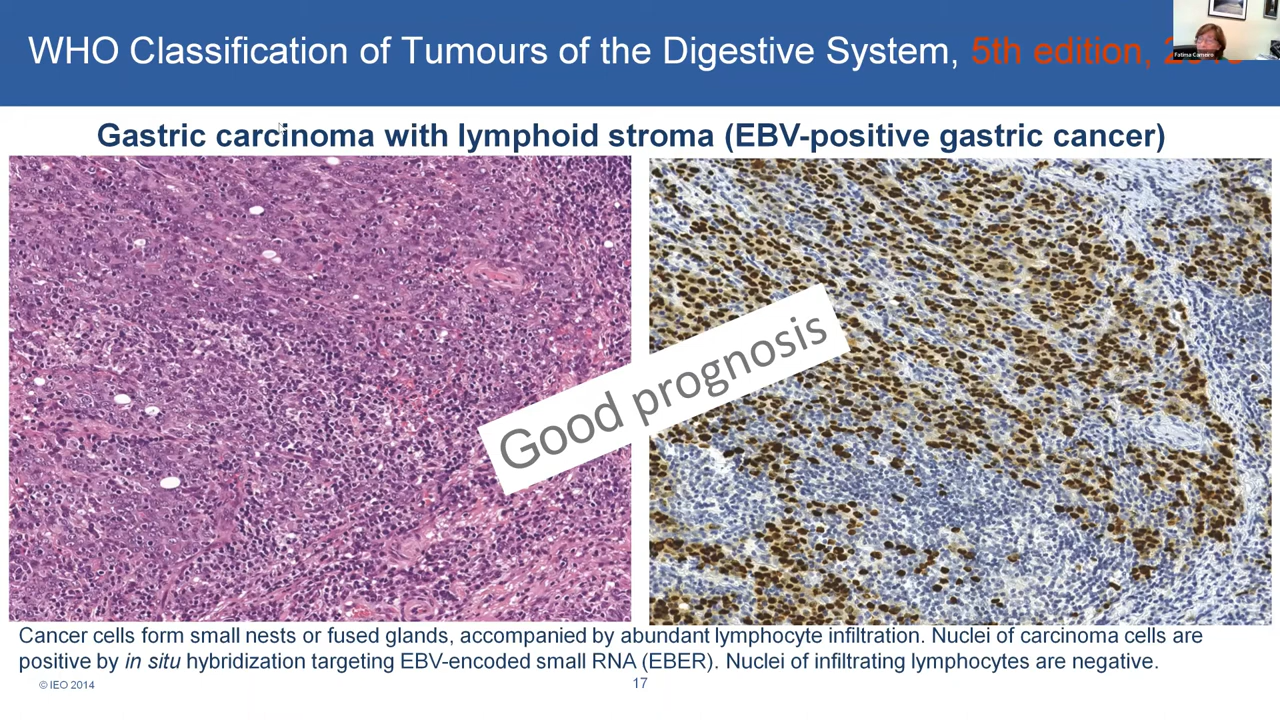 WHO Classification of Tumours of the Digestive System, 5th edition,
Fatima Carneiro
Gastric carcinoma with lymphoid stroma (EBV-positive gastric cancer)
Good prognosis
Cancer cells form small nests or fused glands, accompanied by abundant lymphocyte infiltration. Nuclei of carcinoma cells are
positive by in situ hybridization targeting EBV-encoded small RNA (EBER). Nuclei of infiltrating lymphocytes are negative.
© IEO 2014
17